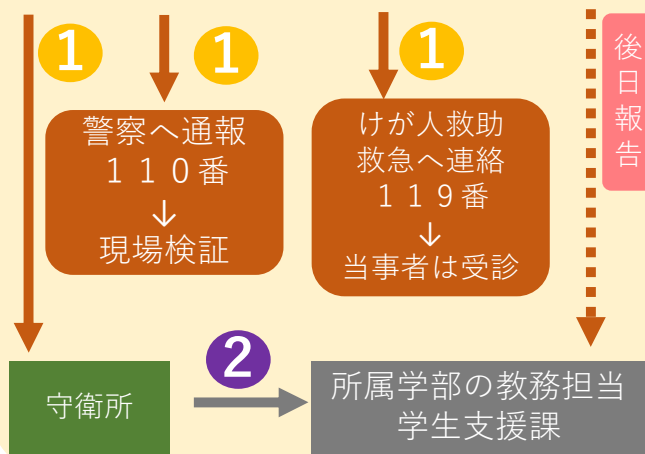 1
1
1
後日報告
警察へ通報
１１０番
↓
現場検証
けが人救助
救急へ連絡
１１９番
↓
当事者は受診
2
守衛所
所属学部の教務担当
学生支援課